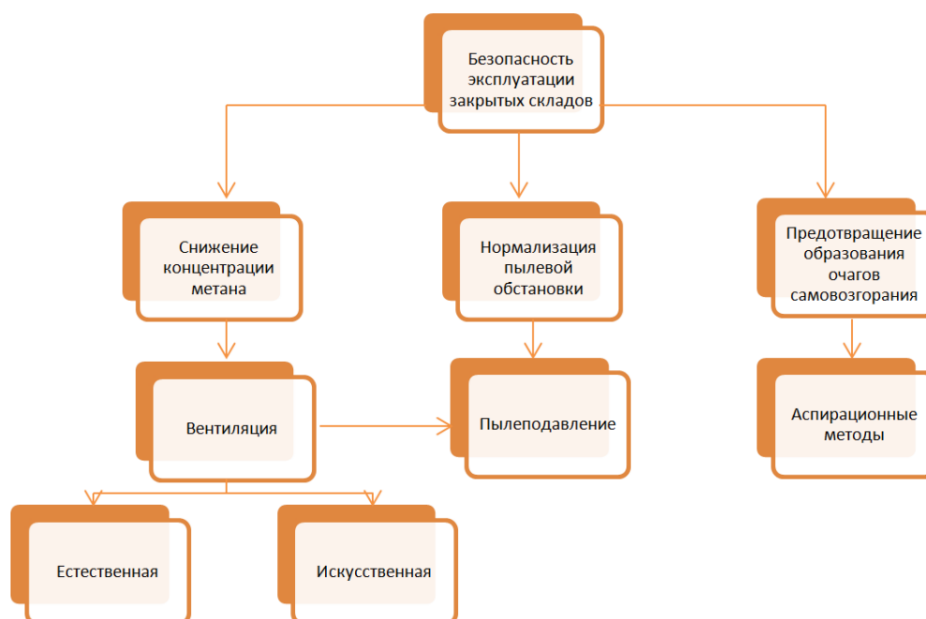 Безопасность
эксплуатации
закрытых складов
Снижение
концентрации
метана
Нормализация
пылевой
обстановки
Предотвращение
образования
очагов
самовозгорания
Вентиляция
Пылеподавление
Аспирационные
методы
Естественная
Искусственная